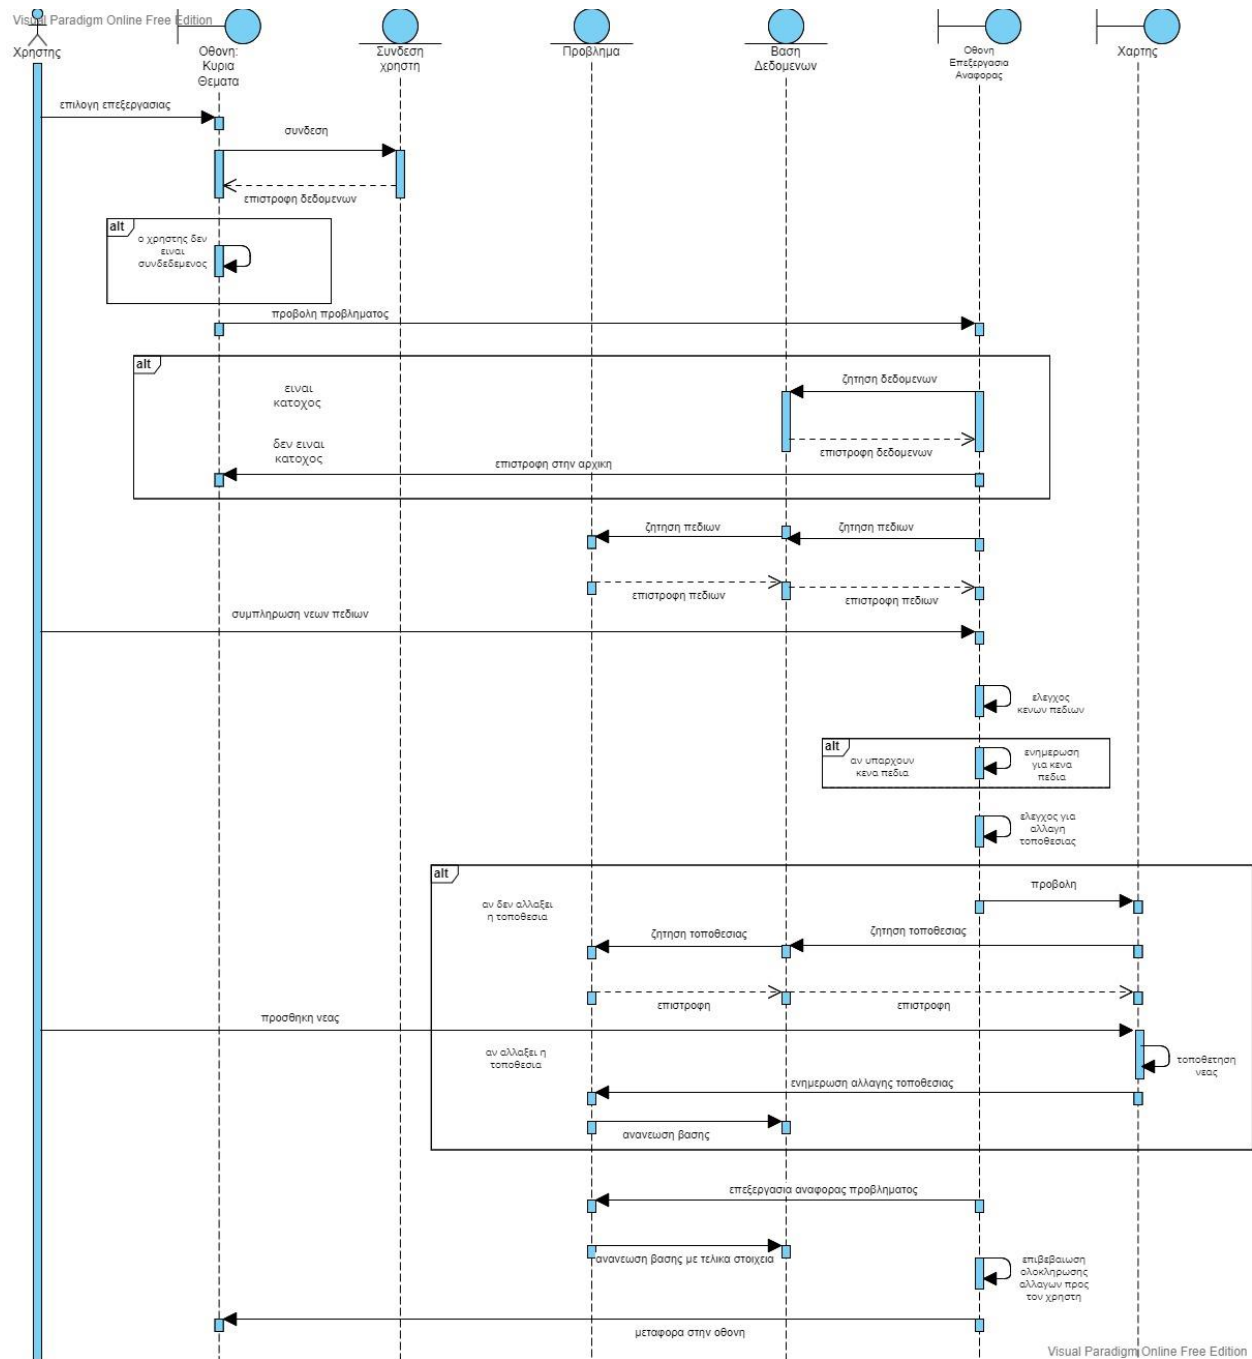 Visual Paradigm Online Free Edition
Χρηστης
Οθονη:
Κυρια
Θεματα
Συνδεση
χρηστη
Προβλημα
Βαση
Δεδομενων
Οθονη
Επεξεργασια
Αναφορας
Χαρτης
επιλογη επεξεργασιας
συνδεση
επιστροφη δεδομενων
alt
ο χρηστης δεν
ειναι
συνδεδεμενος
προβολη προβληματος
alt
ειναι
κατοχος
ζητηση δεδομενων
επιστροφη δεδομενων
δεν ειναι
κατοχος
επιστροφη στην αρχικη
ζητηση πεδιων
ζητηση πεδιων
επιστροφη πεδιων
επιστροφη πεδιων
συμπληρωση νεων πεδιων
ελεγχος
κενων πεδιων
alt
αν υπαρχουν
κενα πεδια
ενημερωση
για κενα
πεδια
ελεγχος για
αλλαγη
τοποθεσιας
alt
αν δεν αλλαξει
η τοποθεσια
προβολη
ζητηση τοποθεσιας
ζητηση τοποθεσιας
επιστροφη
επιστροφη
προσθηκη νεας
αν αλλαξει η
τοποθεσια
τοποθετηση
νεας
ενημερωση αλλαγης τοποθεσιας
ανανεωση βασης
επεξεργασια αναφορας προβληματος
ανανεωση βασης με τελικα στοιχεια
επιβεβαιωση
ολοκληρωσης
αλλαγων προς
τον χρηστη
μεταφορα στην οθονη
Visual Paradigm Online Free Edition